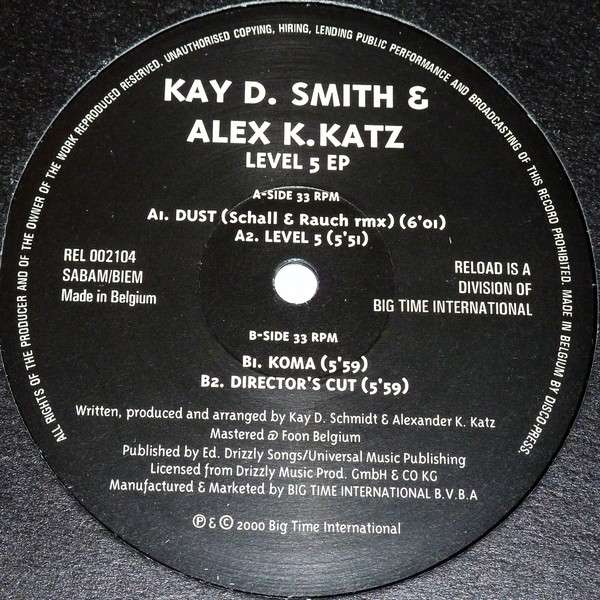 ALL RIGHTS OF THE PRODUCER AND OF THE OWNER OF THE WORK REPRODUCED RESERVED. UNAUTHORISED COPYING, HIRING, LENDING PUBLIC PERFORMANCE AND BROADCASTING OF THIS RECORD PROHIBITED. MADE IN BELGIUM BY DISCO-PRESS
KAY D. SMITH &
ALEX K. KATZ
LEVEL 5 EP
A-SIDE 33 RPM
A1. DUST (Schall & Rauch rmx) (6'01)
A2. LEVEL 5 (5'51)
REL 002104
SABAM/BIEM
Made in Belgium
RELOAD IS A
DIVISION OF
BIG TIME INTERNATIONAL
B-SIDE 33 RPM
B1. KOMA (5'59)
B2. DIRECTOR'S CUT (5'59)
Written, produced and arranged by Kay D. Schmidt & Alexander K. Katz
Mastered @ Foon Belgium
Published by Ed. Drizzly Songs/Universal Music Publishing
Licensed from Drizzly Music Prod. GmbH & CO KG
Manufactured & Marketed by BIG TIME INTERNATIONAL B.V.B.A
℗ & © 2000 Big Time International